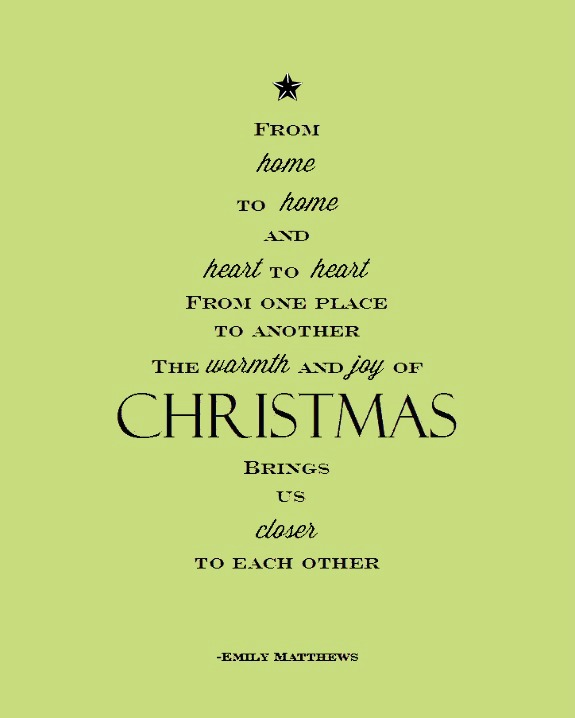 From
home
to home
and
heart to heart
From one place
to another
The warmth and joy of
CHRISTMAS
Brings
us
closer
to each other
-Emily Matthews